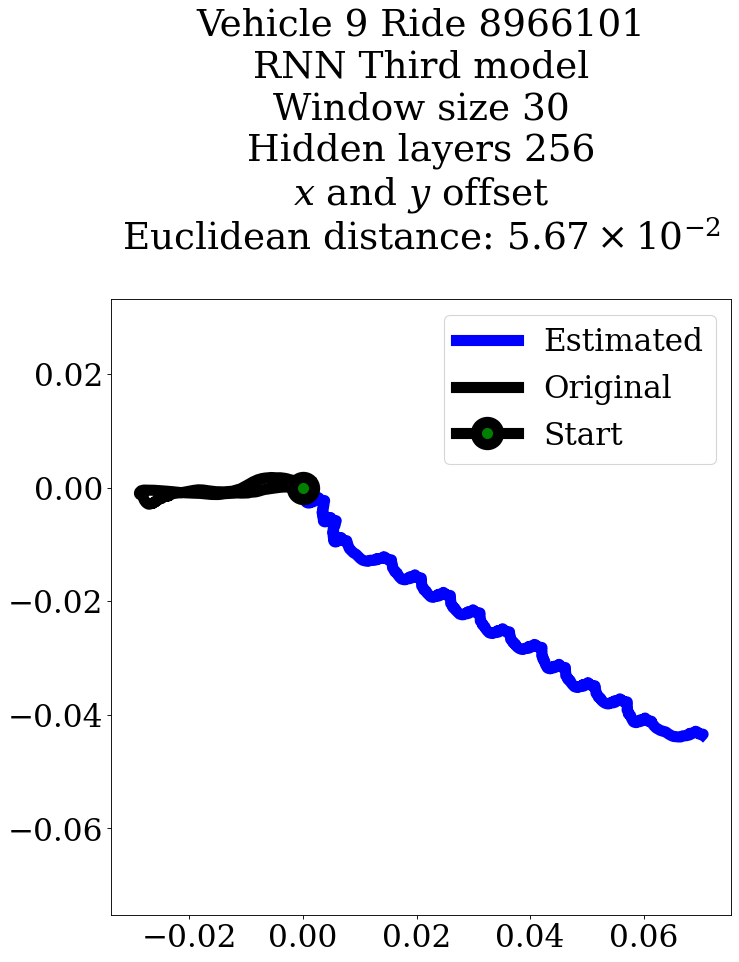 Vehicle 9 Ride 8966101
RNN Third model
Window size 30
Hidden layers 256
x and y offset
Euclidean distance: 5.67 × 10⁻²
Estimated
Original
Start
0.02
0.00
−0.02
−0.04
−0.06
−0.02 0.00 0.02 0.04 0.06